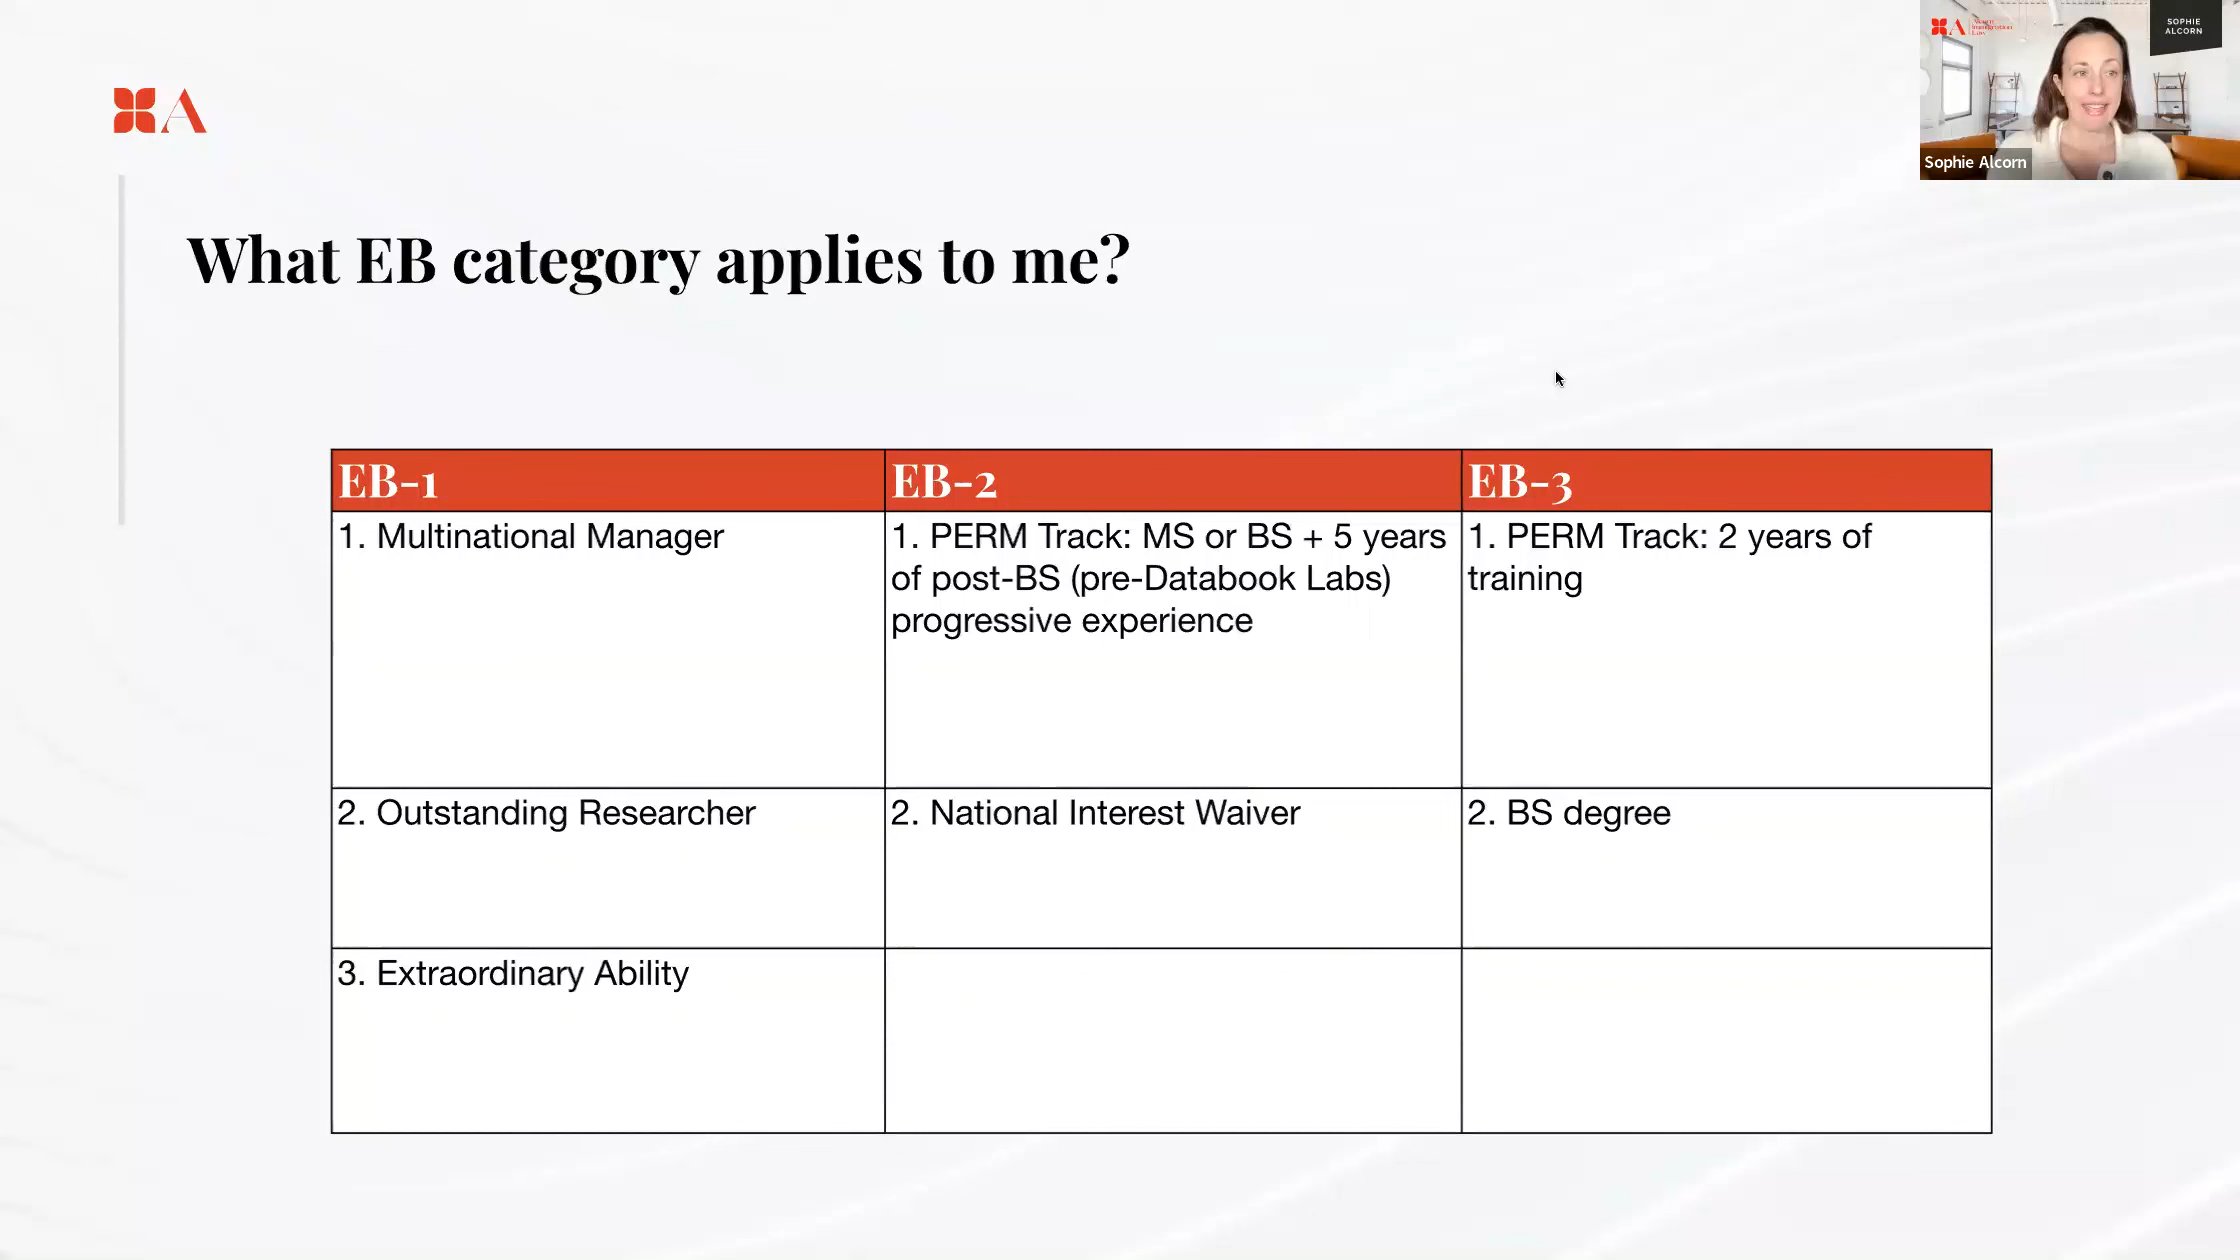 SOPHIE
ALCORN
A
Sophie Alcorn
A
What EB category applies to me?
EB-1
EB-2
EB-3
1. Multinational Manager
1. PERM Track: MS or BS + 5 years
of post-BS (pre-Databook Labs)
progressive experience
1. PERM Track: 2 years of
training
2. Outstanding Researcher
2. National Interest Waiver
2. BS degree
3. Extraordinary Ability